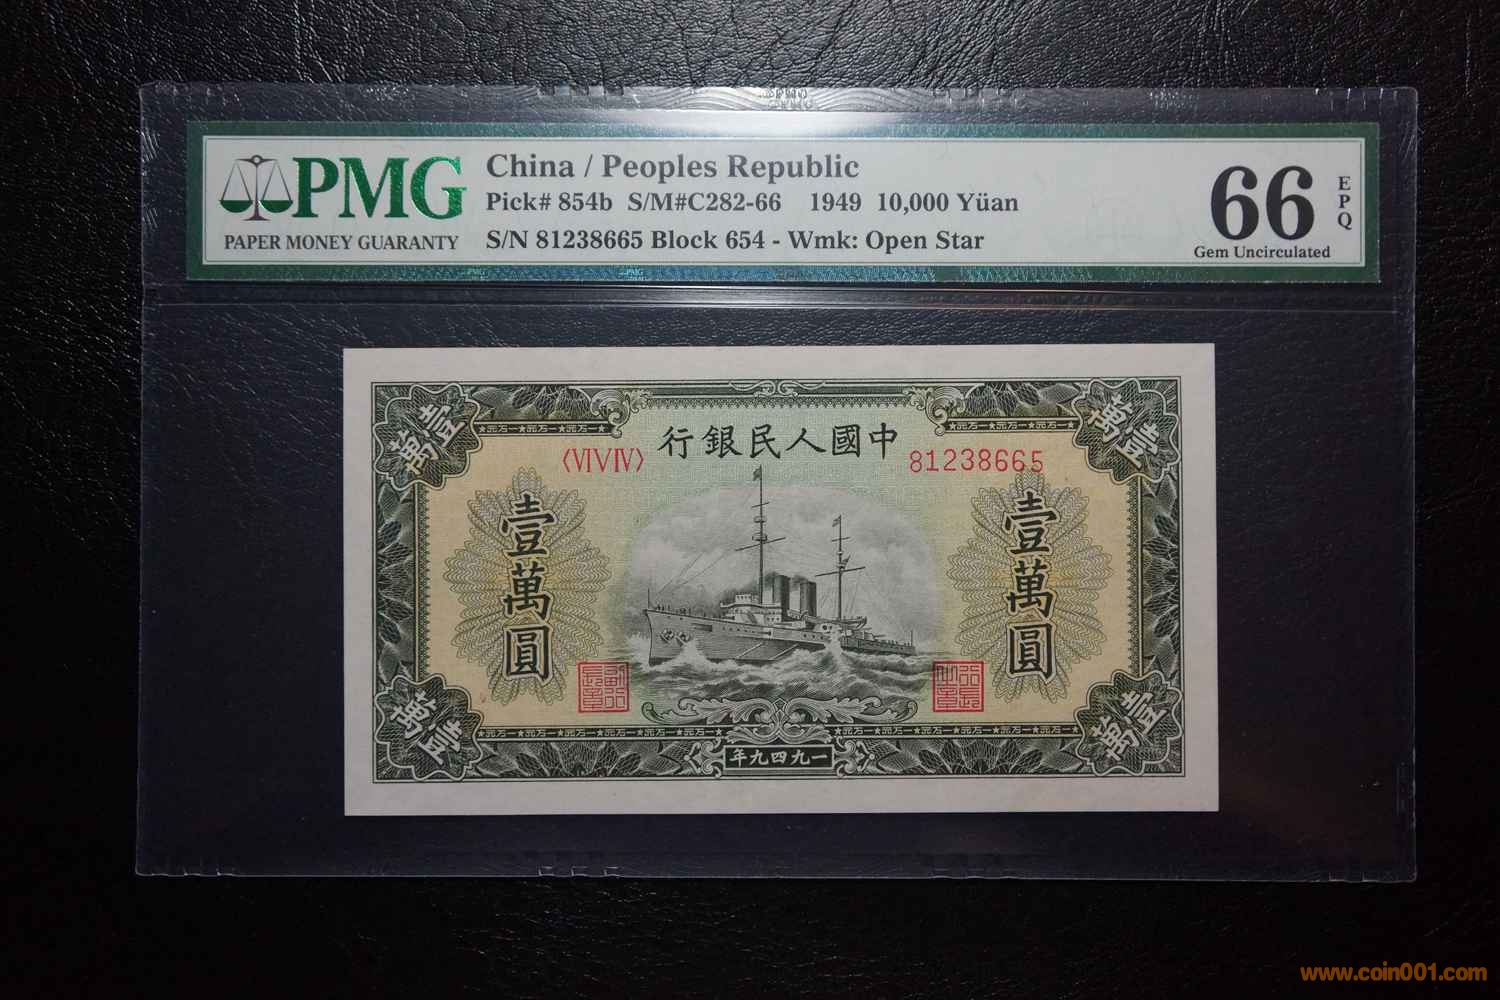 PMG
PAPER MONEY GUARANTY
China / Peoples Republic
Pick# 854b S/M#C282-66 1949 10,000 Yüan
S/N 81238665 Block 654 - Wmk: Open Star
66
EPQ
Gem Uncirculated
壹萬
壹萬
行銀民人國中
〈VI V IV〉
81238665
壹萬圓
壹萬圓
壹萬
壹萬
年九四九一
www.coin001.com